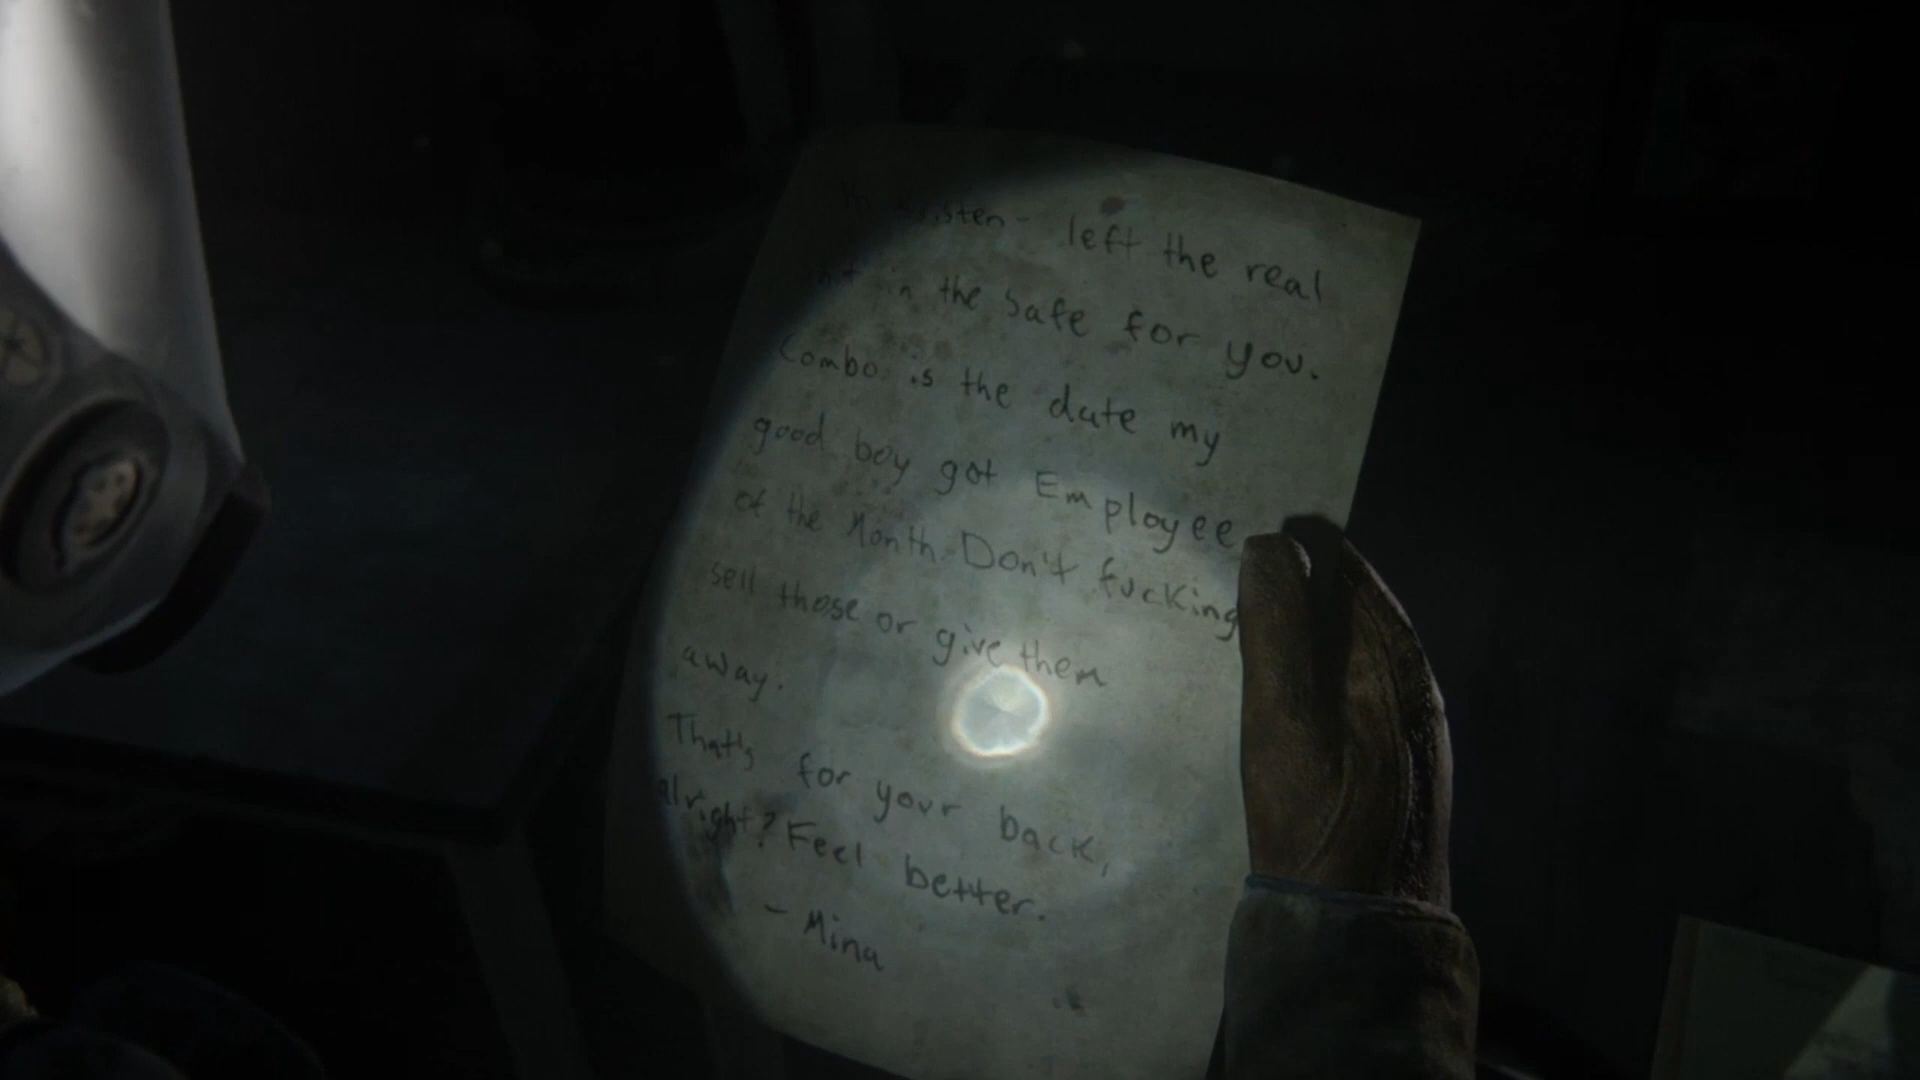 listen - left the real
in the safe for you.
Combo is the date my
good boy got Employee
of the Month. Don't fucking
sell those or give them
away.
That's for your back,
alright? Feel better.
- Mina